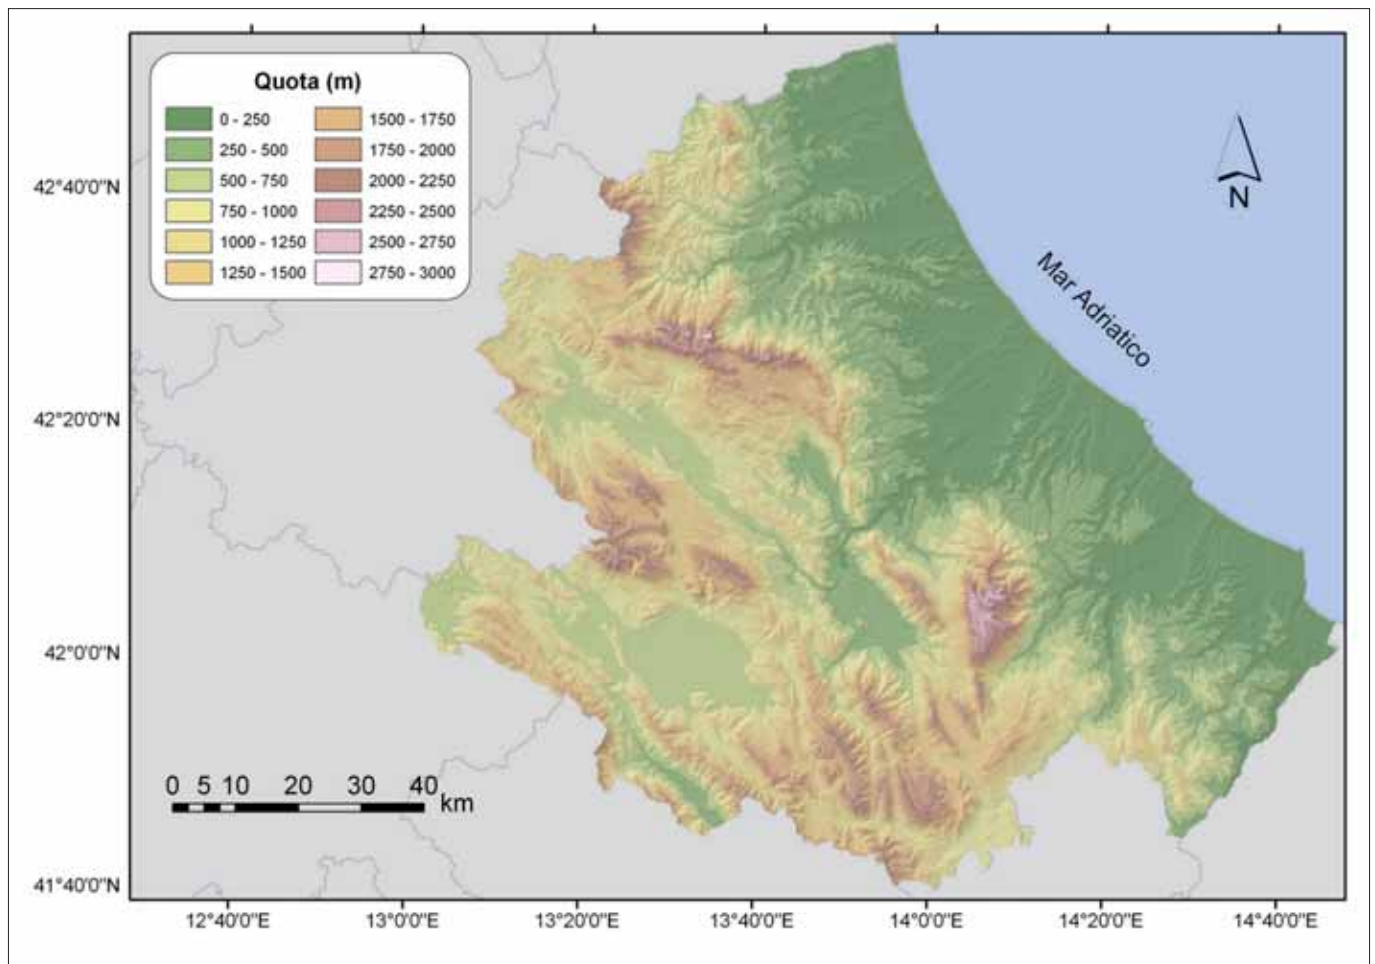 Quota (m)
0 - 250
250 - 500
500 - 750
750 - 1000
1000 - 1250
1250 - 1500
1500 - 1750
1750 - 2000
2000 - 2250
2250 - 2500
2500 - 2750
2750 - 3000
N
Mar Adriatico
42°40'0"N
42°20'0"N
42°0'0"N
41°40'0"N
0 5 10 20 30 40
km
12°40'0"E 13°0'0"E 13°20'0"E 13°40'0"E 14°0'0"E 14°20'0"E 14°40'0"E